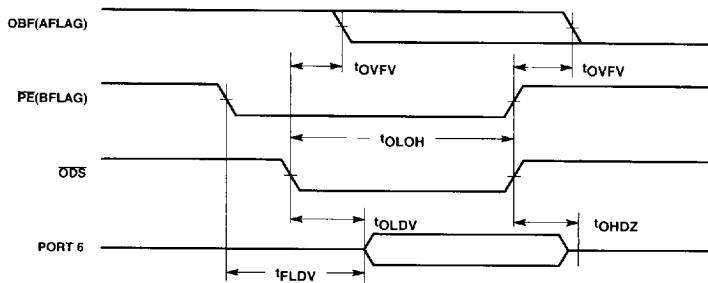 OBF(AFLAG)
tOVFV
tOVFV
PE(BFLAG)
tOLOH
ODS
tOLDV
tOHDZ
PORT 6
tFLDV